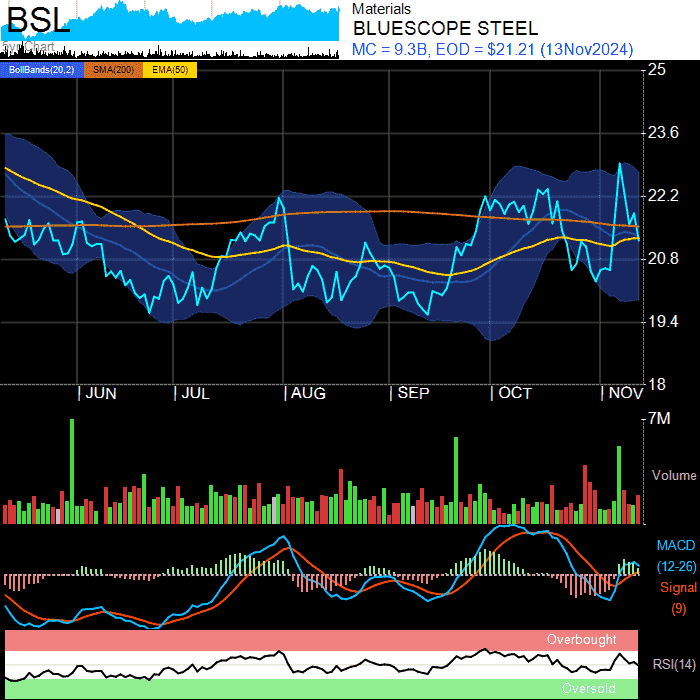 BSL
Materials
BLUESCOPE STEEL
MC = 9.3B, EOD = $21.21 (13Nov2024)
BollBands(20,2) SMA(200) EMA(50)
25
23.6
22.2
20.8
19.4
18
| JUN | JUL | AUG | SEP | OCT | NOV
7M
Volume
MACD
(12-26)
Signal
(9)
Overbought
RSI(14)
Oversold